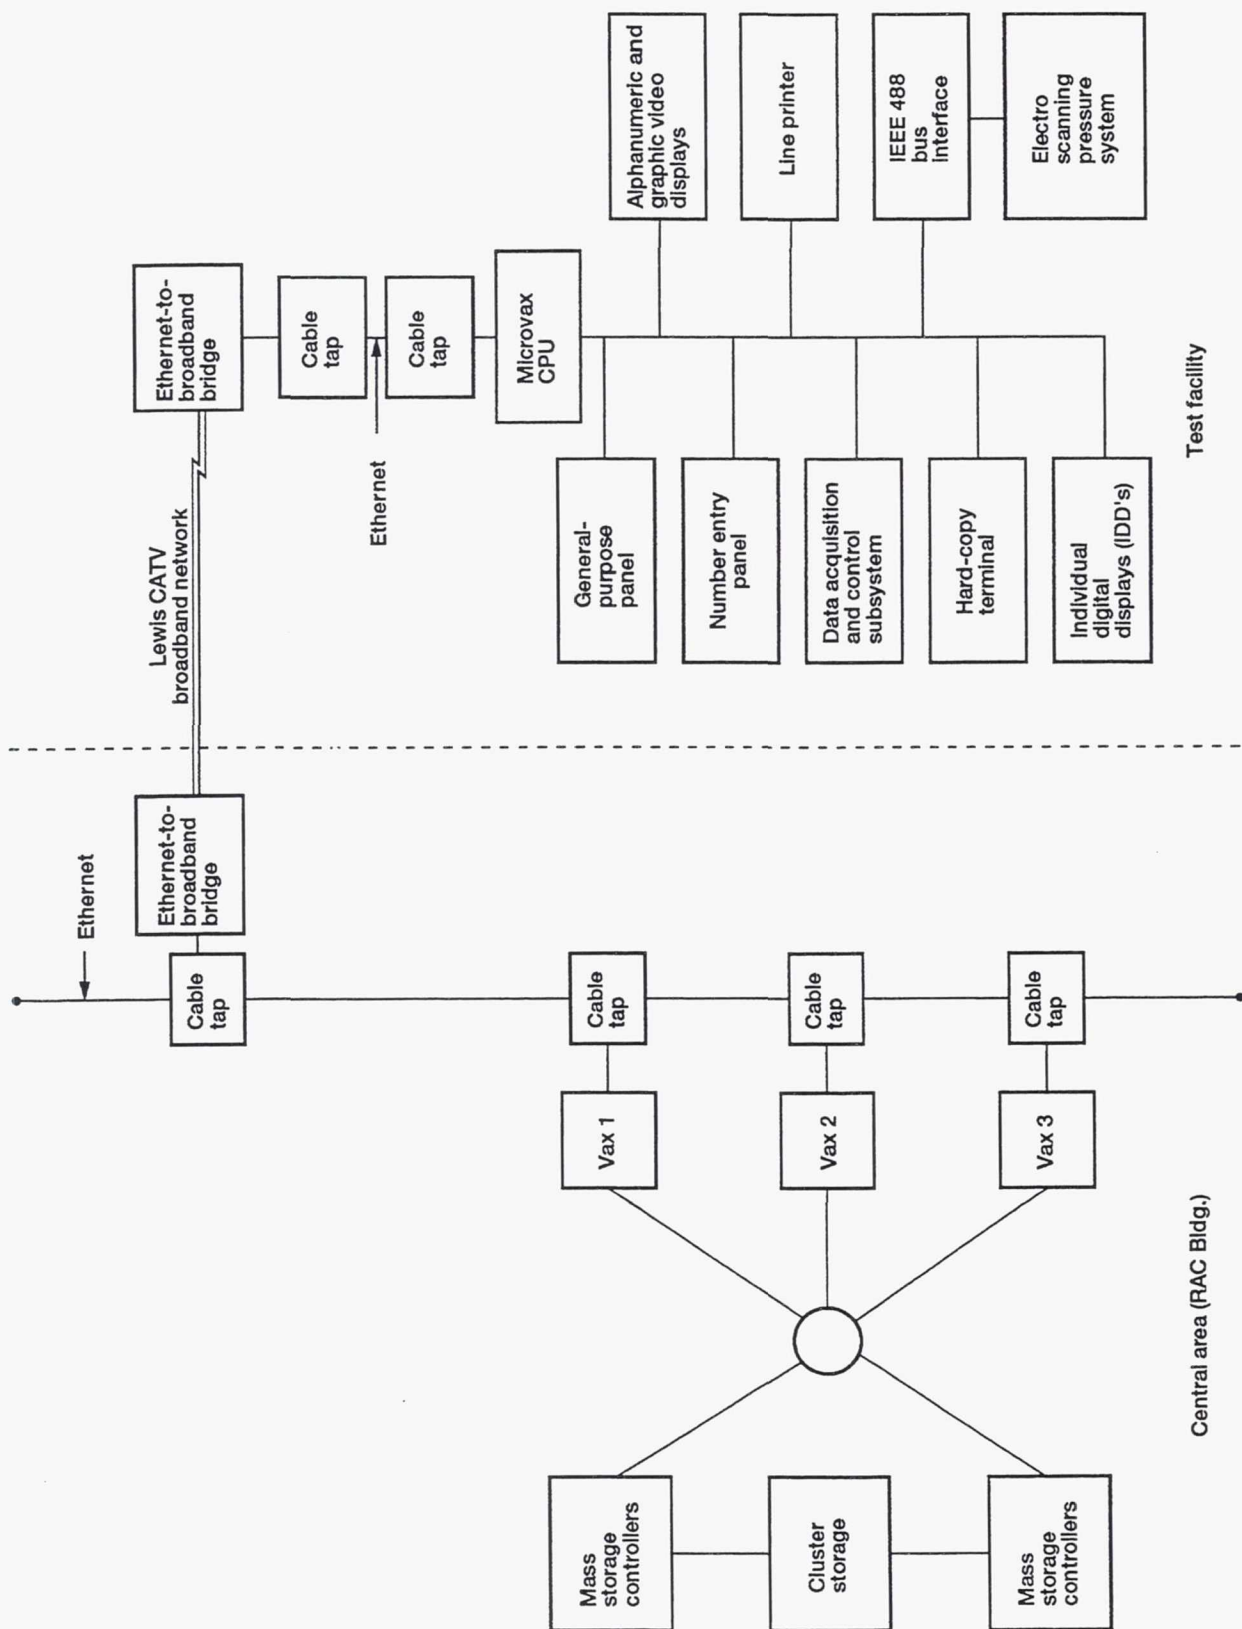 Mass
storage
controllers
Cluster
storage
Mass
storage
controllers
Vax 1
Vax 2
Vax 3
Cable
tap
Cable
tap
Cable
tap
Cable
tap
Ethernet
Ethernet-to-
broadband
bridge
Central area (RAC Bldg.)
Lewis CATV
broadband network
Ethernet-to-
broadband
bridge
Cable
tap
Ethernet
Cable
tap
Microvax
CPU
General-
purpose
panel
Number entry
panel
Data acquisition
and control
subsystem
Hard-copy
terminal
Individual
digital
displays (IDD's)
Alphanumeric and
graphic video
displays
Line printer
IEEE 488
bus
interface
Electro
scanning
pressure
system
Test facility